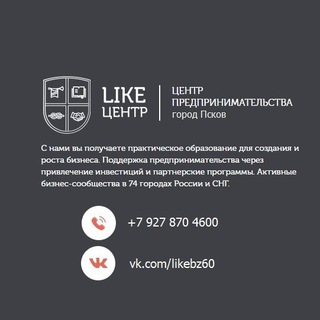 LIKE
ЦЕНТР
ЦЕНТР
ПРЕДПРИНИМАТЕЛЬСТВА
город Псков
С нами вы получаете практическое образование для создания и
роста бизнеса. Поддержка предпринимательства через
привлечение инвестиций и партнерские программы. Активные
бизнес-сообщества в 74 городах России и СНГ.
+7 927 870 4600
vk.com/likebz60